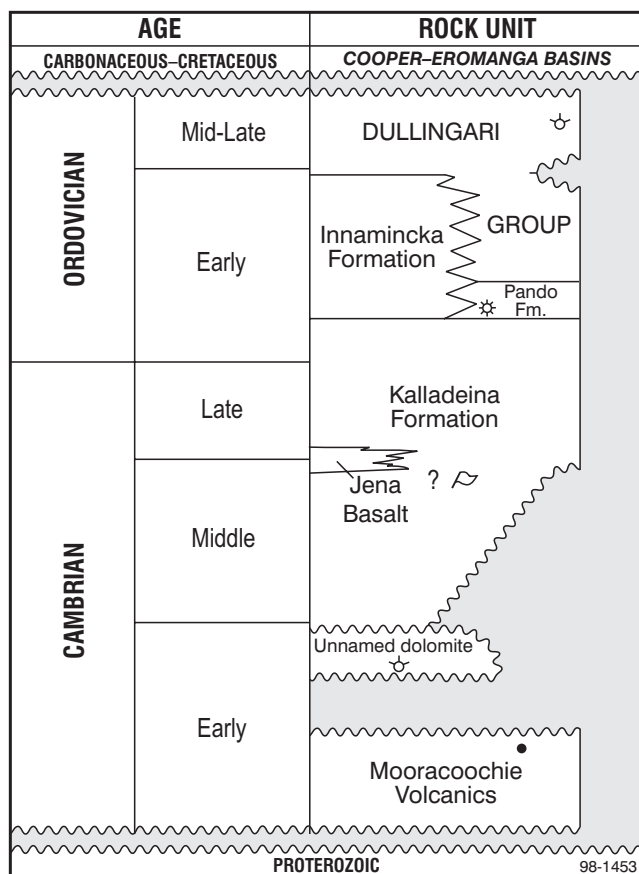 AGE
ROCK UNIT
CARBONACEOUS–CRETACEOUS
COOPER–EROMANGA BASINS
ORDOVICIAN
Mid-Late
DULLINGARI
Early
Innamincka
Formation
GROUP
Pando
Fm.
CAMBRIAN
Late
Kalladeina
Formation
Jena
Basalt
?
Middle
Unnamed dolomite
Early
Mooracoochie
Volcanics
PROTEROZOIC
98-1453